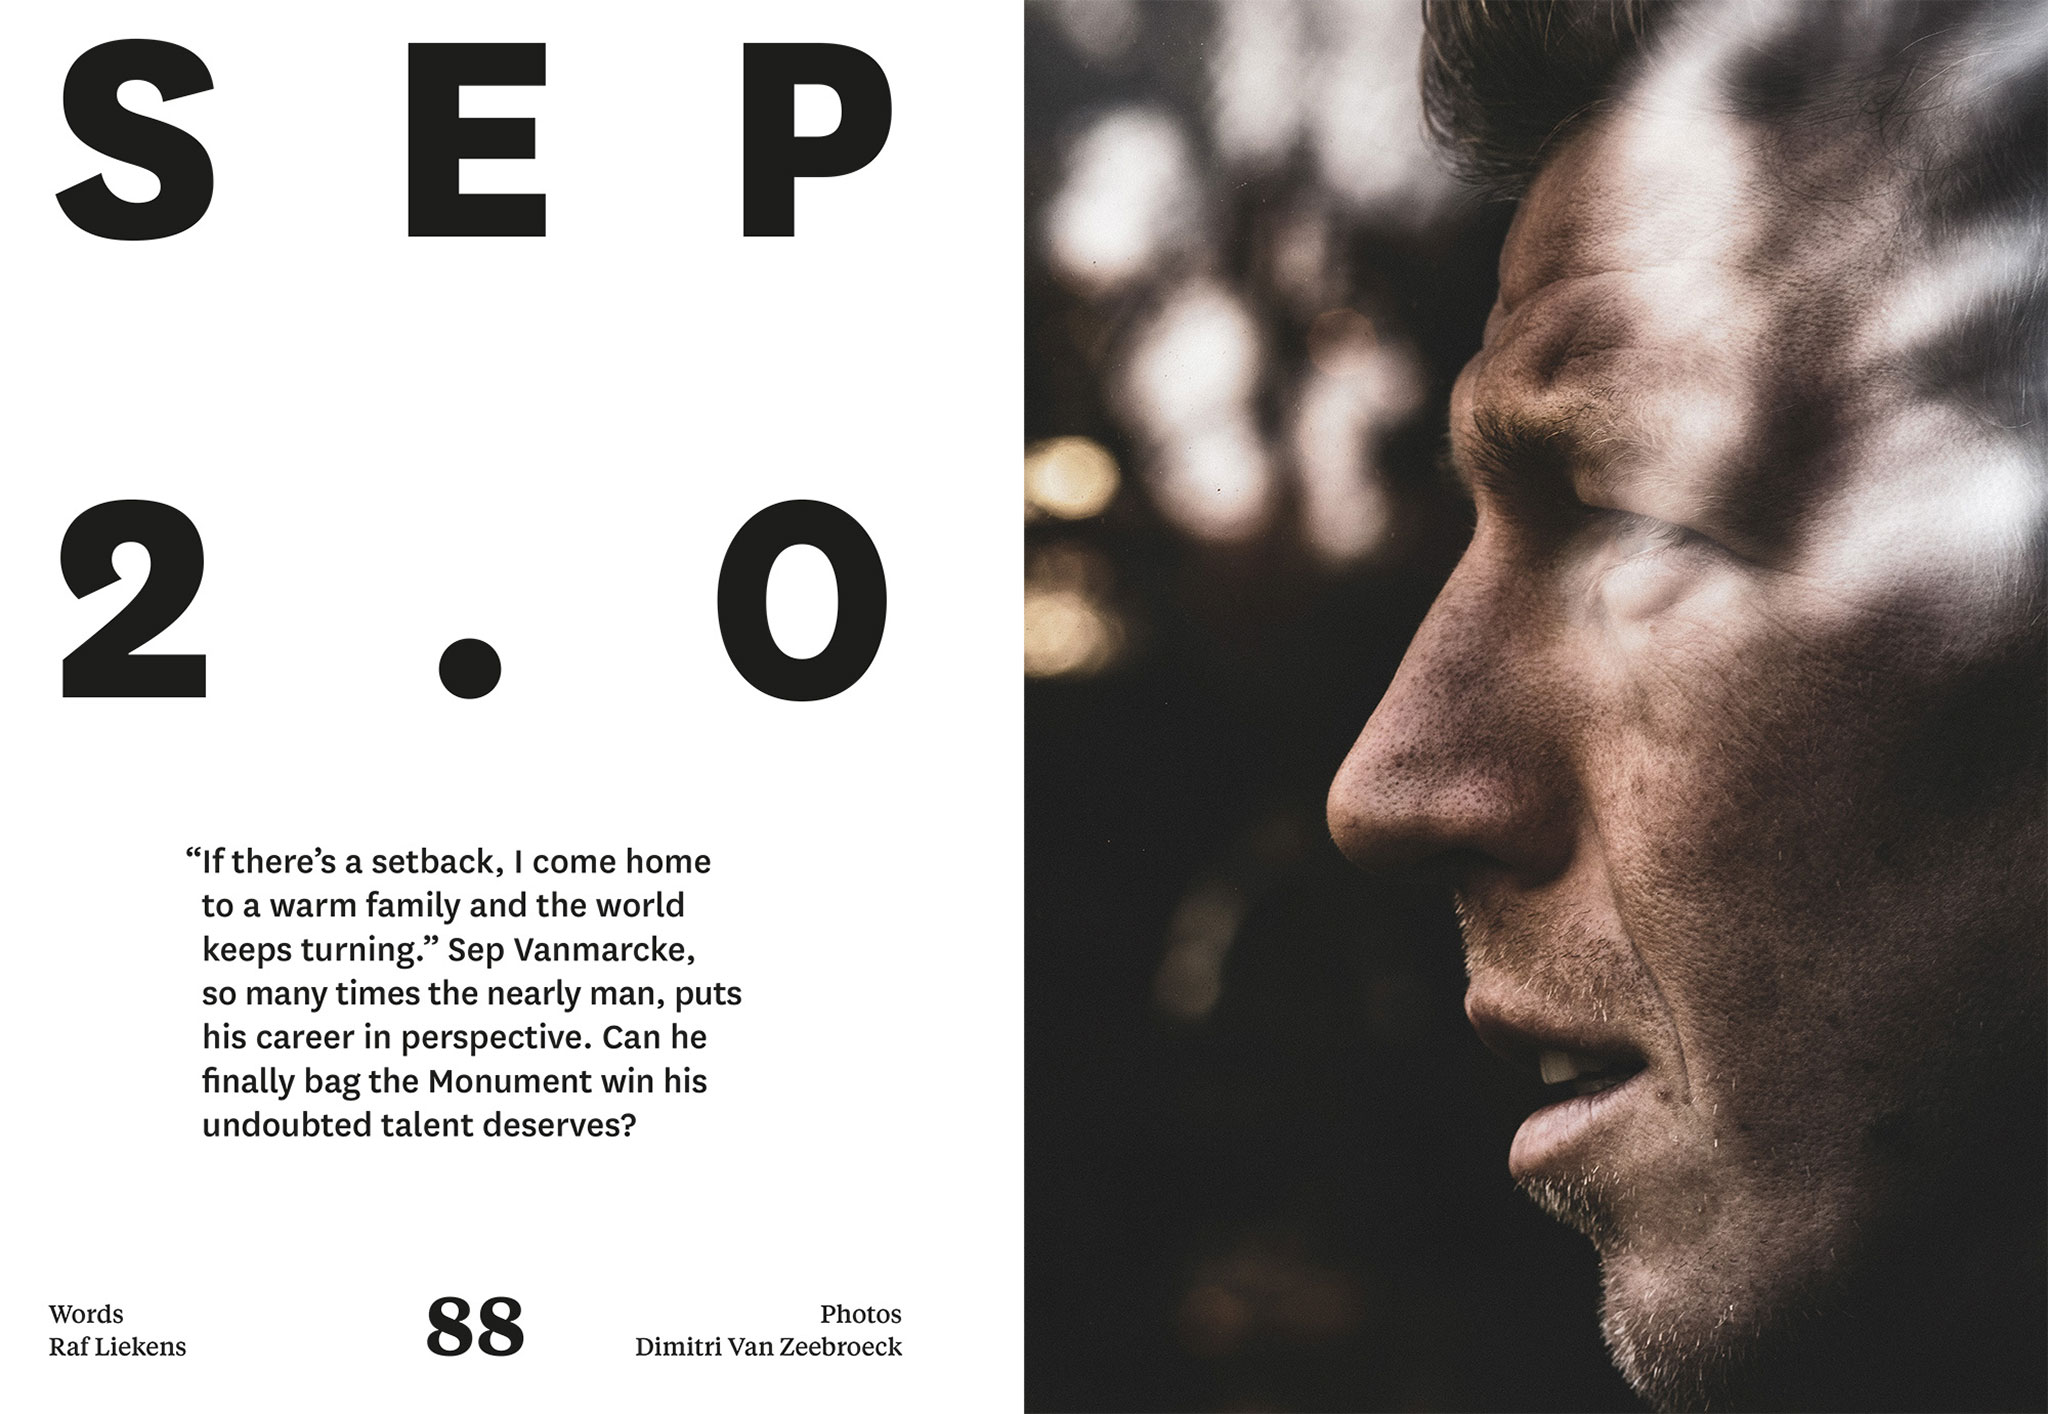 SEP
2.0
“If there’s a setback, I come home
to a warm family and the world
keeps turning.” Sep Vanmarcke,
so many times the nearly man, puts
his career in perspective. Can he
finally bag the Monument win his
undoubted talent deserves?
Words
Raf Liekens
88
Photos
Dimitri Van Zeebroeck